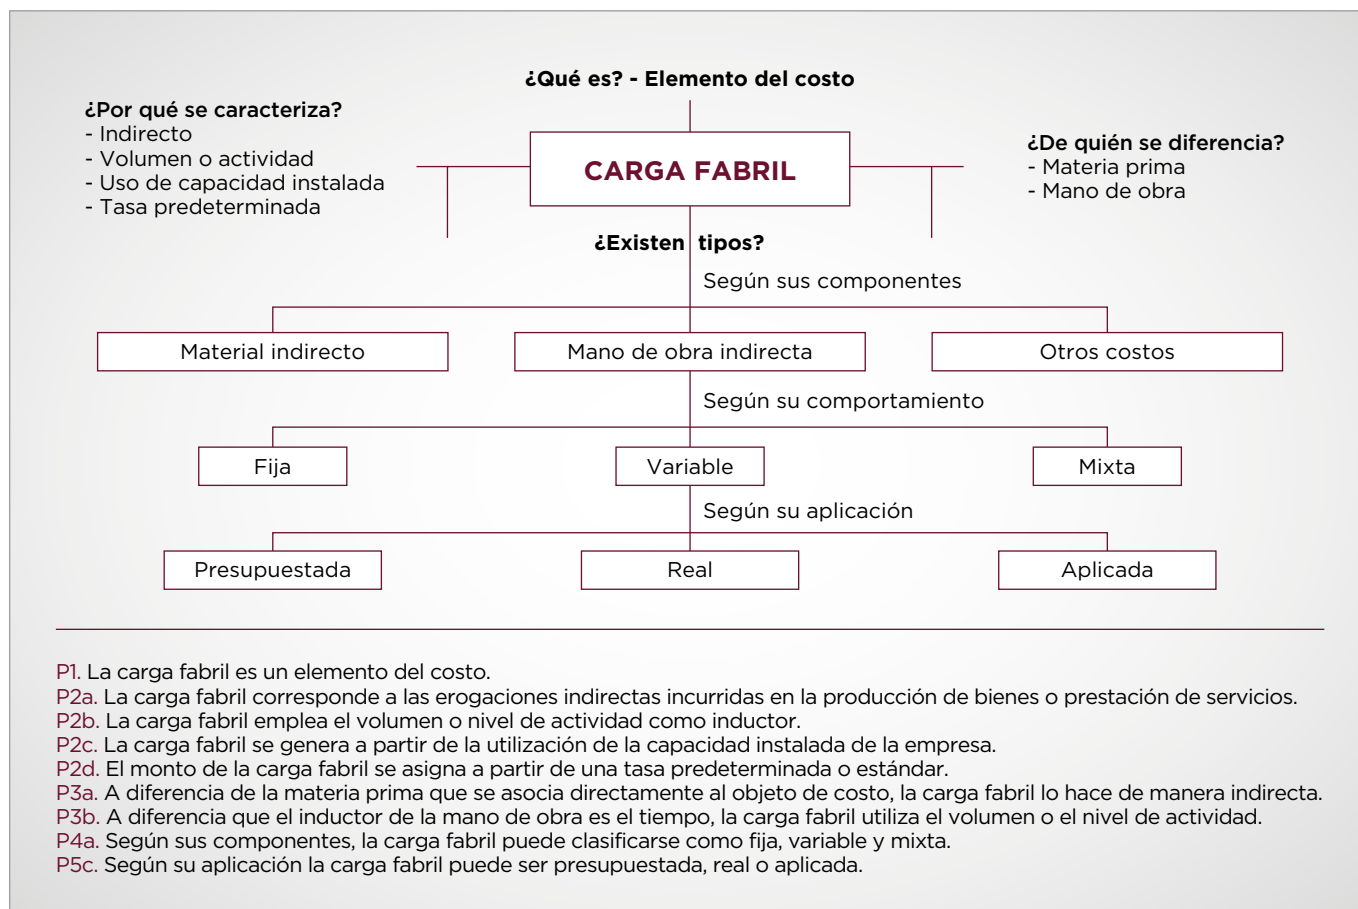 ¿Qué es? - Elemento del costo
¿Por qué se caracteriza?
- Indirecto
- Volumen o actividad
- Uso de capacidad instalada
- Tasa predeterminada
CARGA FABRIL
¿De quién se diferencia?
- Materia prima
- Mano de obra
¿Existen tipos?
Según sus componentes
Material indirecto
Mano de obra indirecta
Otros costos
Según su comportamiento
Fija
Variable
Mixta
Según su aplicación
Presupuestada
Real
Aplicada
P1. La carga fabril es un elemento del costo.
P2a. La carga fabril corresponde a las erogaciones indirectas incurridas en la producción de bienes o prestación de servicios.
P2b. La carga fabril emplea el volumen o nivel de actividad como inductor.
P2c. La carga fabril se genera a partir de la utilización de la capacidad instalada de la empresa.
P2d. El monto de la carga fabril se asigna a partir de una tasa predeterminada o estándar.
P3a. A diferencia de la materia prima que se asocia directamente al objeto de costo, la carga fabril lo hace de manera indirecta.
P3b. A diferencia que el inductor de la mano de obra es el tiempo, la carga fabril utiliza el volumen o el nivel de actividad.
P4a. Según sus componentes, la carga fabril puede clasificarse como fija, variable y mixta.
P5c. Según su aplicación la carga fabril puede ser presupuestada, real o aplicada.